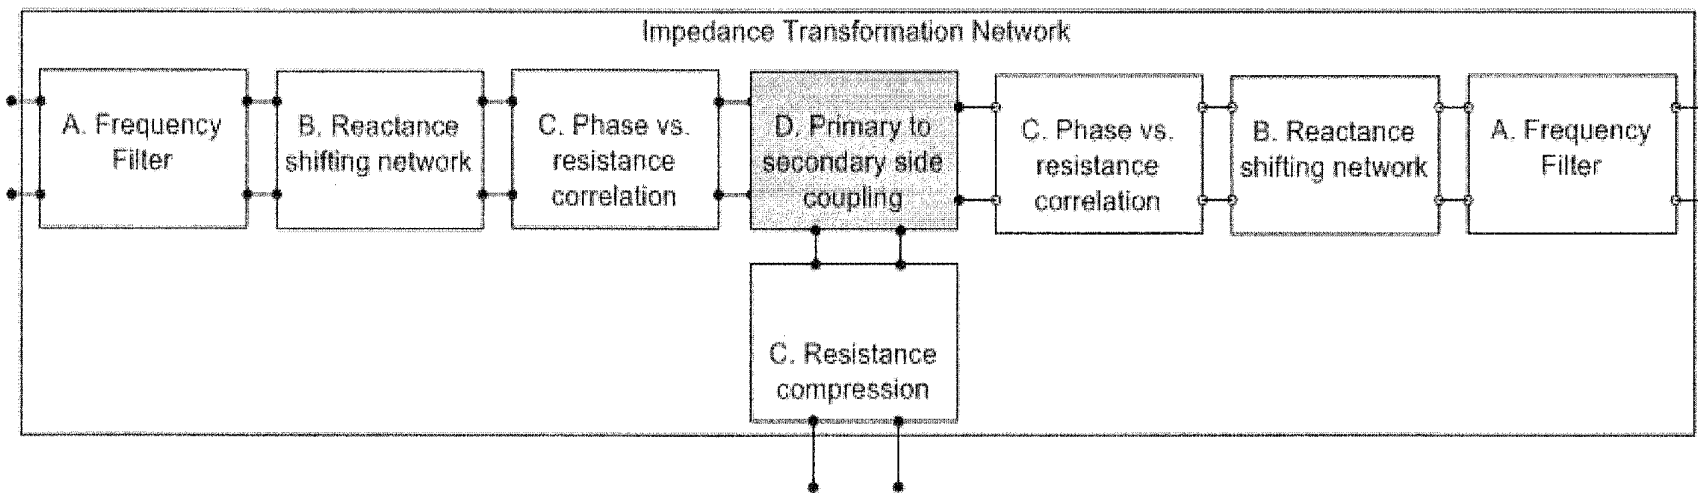 Impedance Transformation Network
A. Frequency
Filter
B. Reactance
shifting network
C. Phase vs.
resistance
correlation
D. Primary to
secondary side
coupling
C. Phase vs.
resistance
correlation
B. Reactance
shifting network
A. Frequency
Filter
C. Resistance
compression